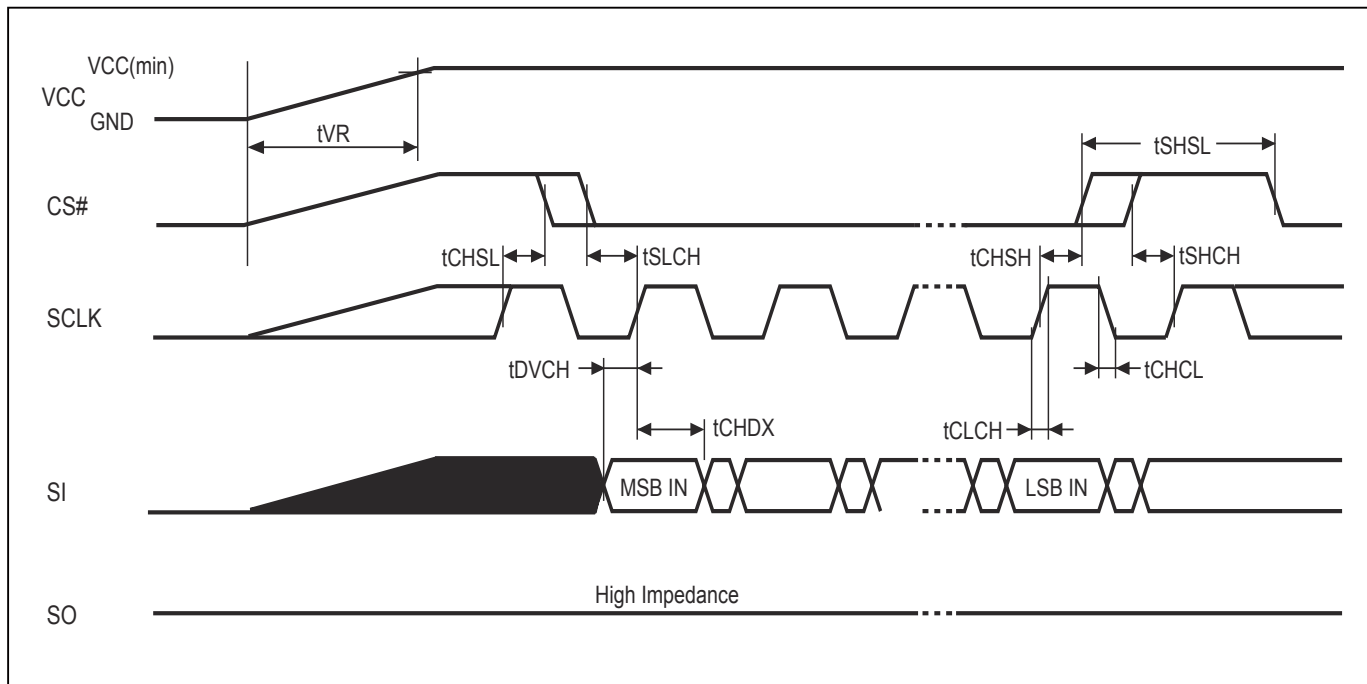 VCC(min)
VCC
GND
tVR
tSHSL
CS#
tCHSL
tSLCH
tCHSH
tSHCH
SCLK
tDVCH
tCHCL
tCHDX
tCLCH
SI
MSB IN
LSB IN
High Impedance
SO